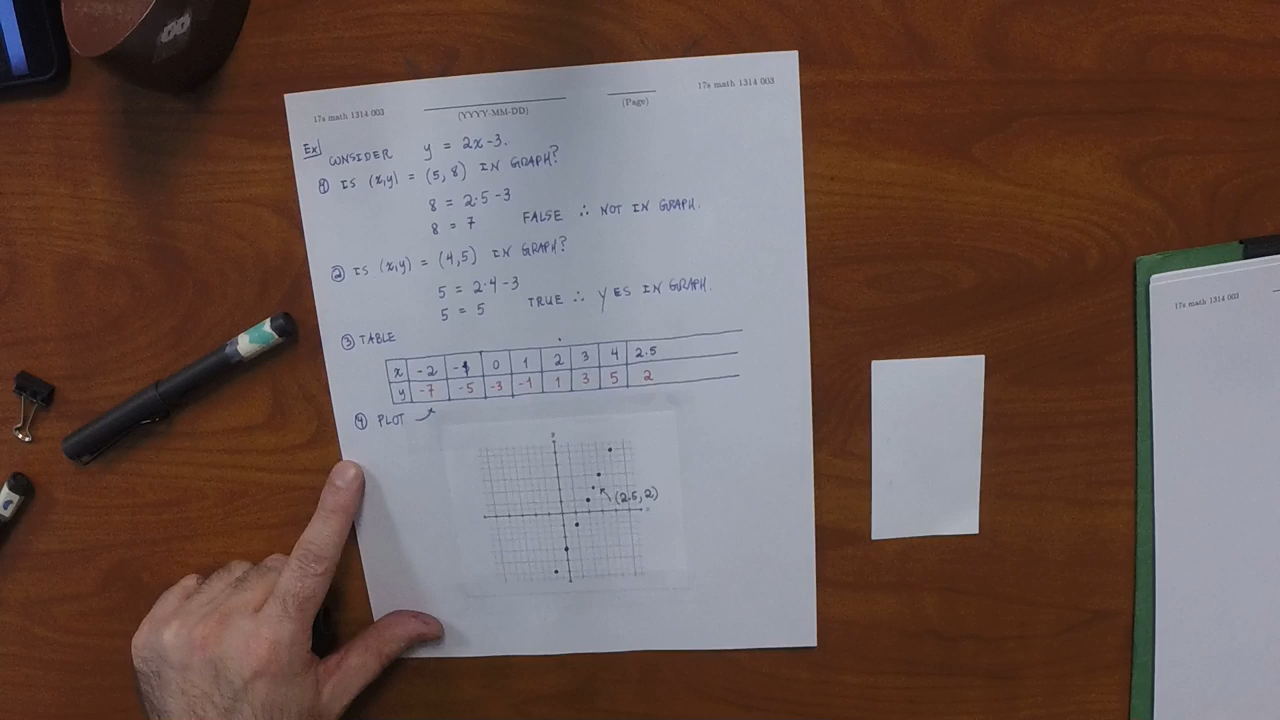 17s math 1314 003
(YYYY-MM-DD)
(Page)
17s math 1314 003
Ex CONSIDER y = 2x-3.
① IS (x,y) = (5,8) IN GRAPH?
8 = 2·5-3
8 = 7 FALSE ∴ NOT IN GRAPH.
② IS (x,y) = (4,5) IN GRAPH?
5 = 2·4-3
5 = 5 TRUE ∴ YES IN GRAPH.
③ TABLE
x -2 -1 0 1 2 3 4 2.5
y -7 -5 -3 -1 1 3 5 2
④ PLOT
(2.5, 2)
17s math 1314 003